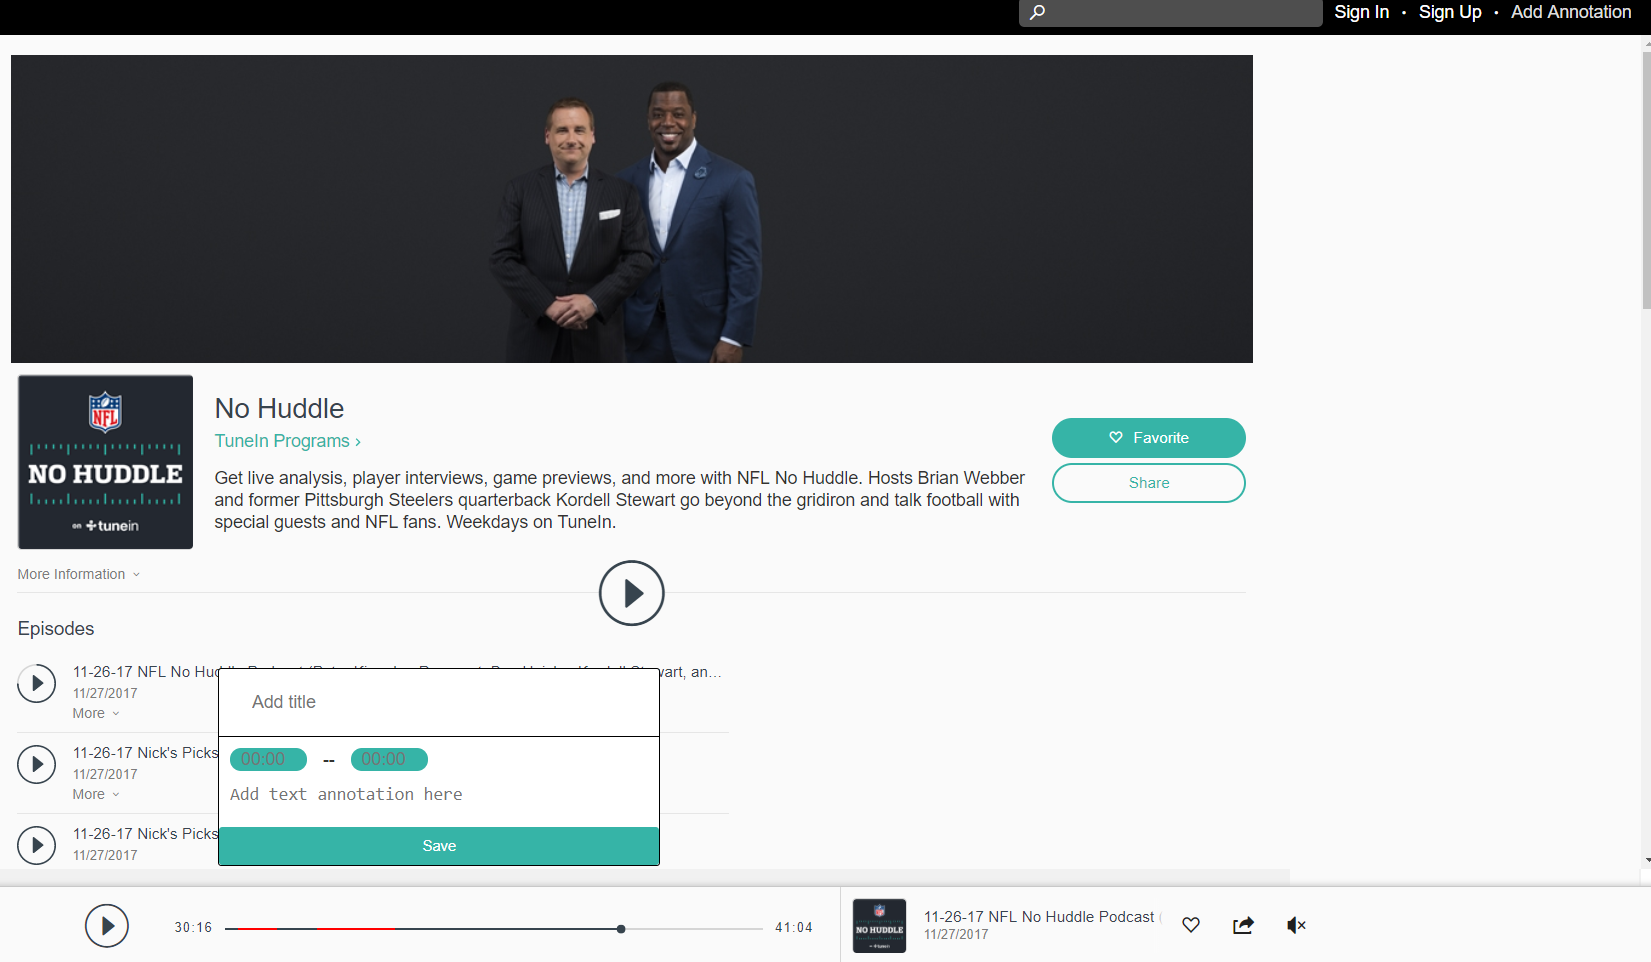 Sign In · Sign Up · Add Annotation
NFL
NO HUDDLE
on tunein
No Huddle
TuneIn Programs ›
Get live analysis, player interviews, game previews, and more with NFL No Huddle. Hosts Brian Webber
and former Pittsburgh Steelers quarterback Kordell Stewart go beyond the gridiron and talk football with
special guests and NFL fans. Weekdays on TuneIn.
Favorite
Share
More Information
Episodes
11-26-17 NFL No Hud
wart, an...
11/27/2017
More
11-26-17 Nick's Picks
11/27/2017
More
11-26-17 Nick's Picks
11/27/2017
Add title
00:00 -- 00:00
Add text annotation here
Save
30:16
41:04
NO HUDDLE
11-26-17 NFL No Huddle Podcast (
11/27/2017